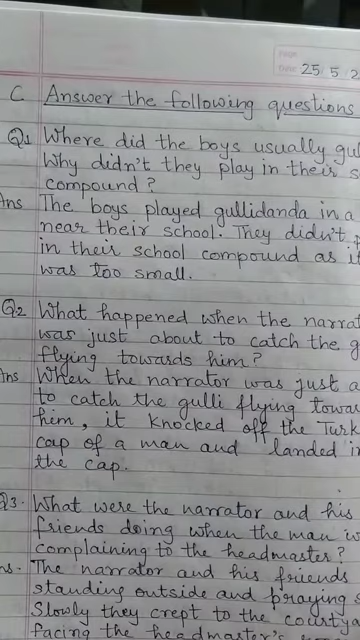 DATE 25/5/2
C Answer the following questions
Q1 Where did the boys usually
Why didn't they play in their
compound?
Ans The boys played gullidanda in a
near their school. They didn't
in their school compound as it
was too small.
Q2 What happened when the
was just about to catch the
flying towards him?
Ans When the narrator was just
to catch the gulli flying
him, it knocked off the
cap of a man and landed in
the cap.
Q3. What were the narrator and his
friends doing when the man
complaining to the headmaster?
The narrator and his friends
standing outside and praying
Slowly they crept to the
facing the headmaster's